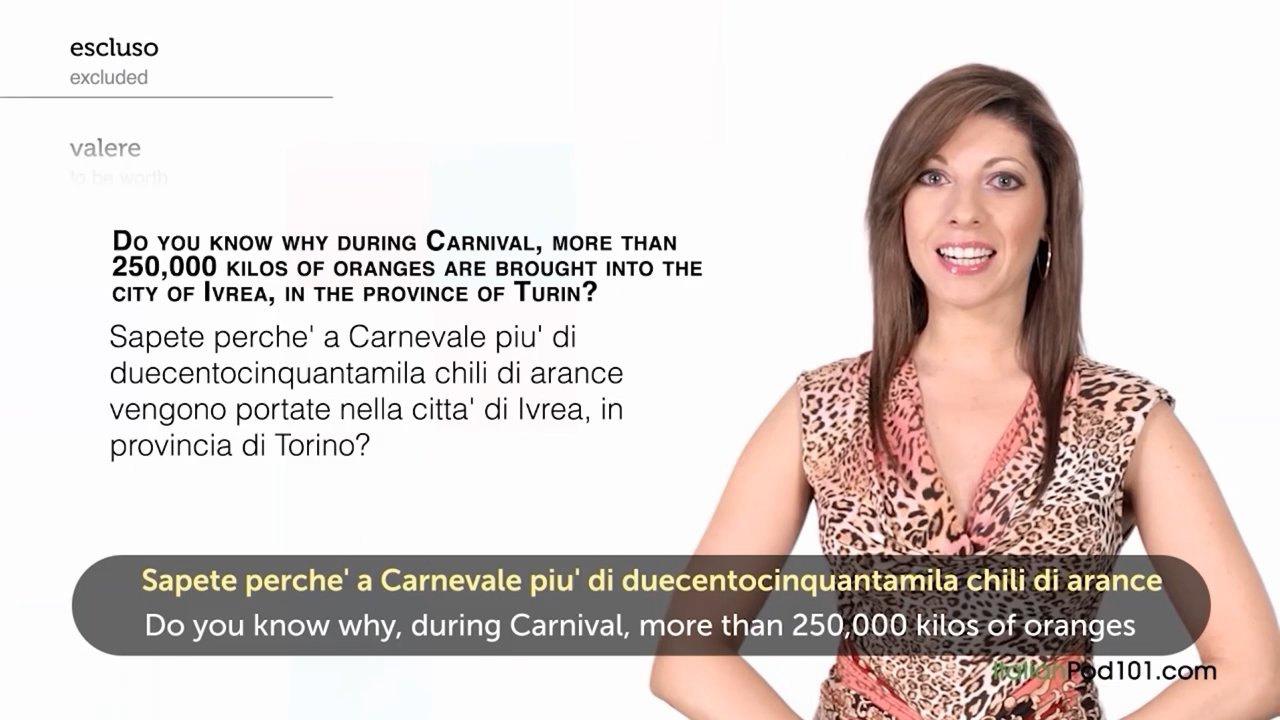 escluso
excluded
valere
to be worth
Do you know why during Carnival, more than
250,000 kilos of oranges are brought into the
city of Ivrea, in the province of Turin?
Sapete perche' a Carnevale piu' di
duecentocinquantamila chili di arance
vengono portate nella citta' di Ivrea, in
provincia di Torino?
Sapete perche' a Carnevale piu' di duecentocinquantamila chili di arance
Do you know why, during Carnival, more than 250,000 kilos of oranges
ItalianPod101.com